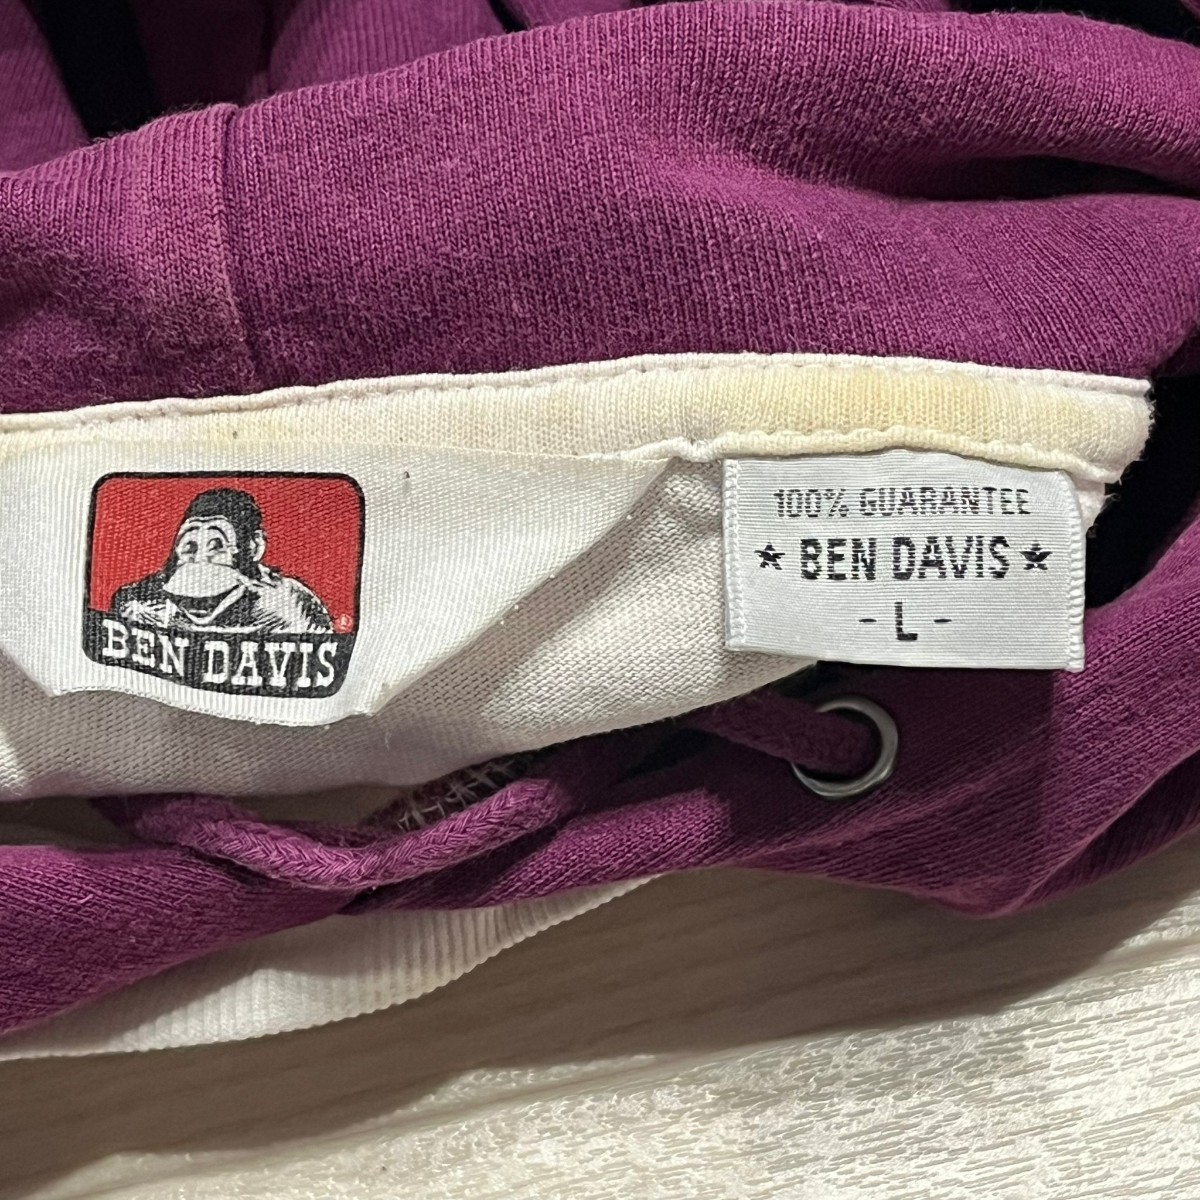 BEN DAVIS
®
100% GUARANTEE
★ BEN DAVIS ★
- L -